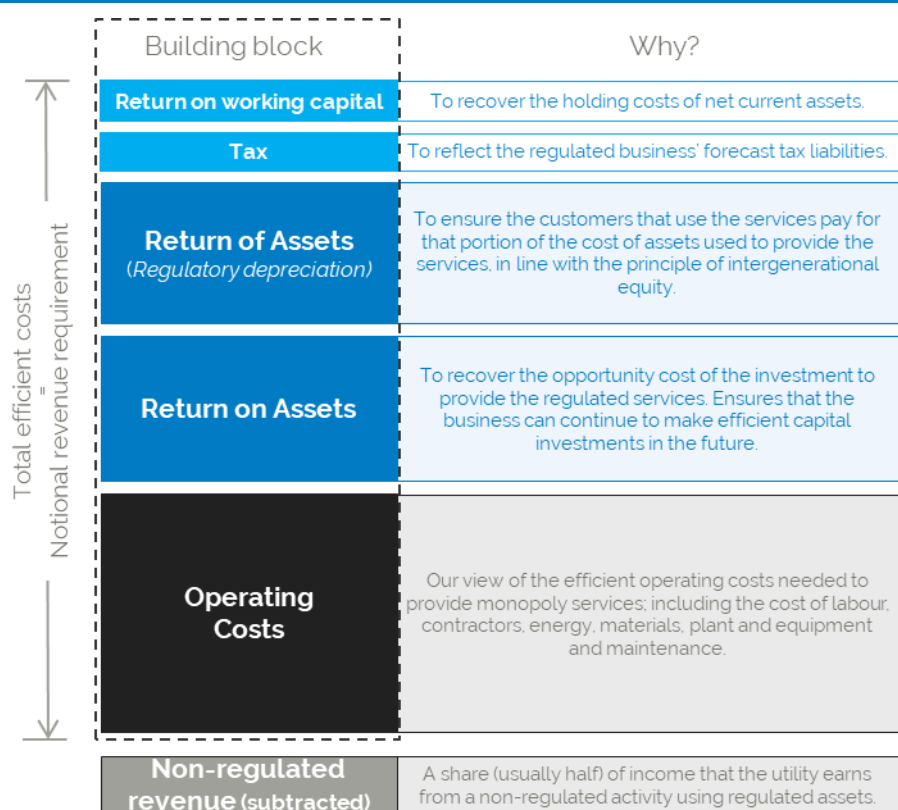 Building block
Why?
Total efficient costs
=
Notional revenue requirement
Return on working capital
To recover the holding costs of net current assets.
Tax
To reflect the regulated business’ forecast tax liabilities.
Return of Assets
(Regulatory depreciation)
To ensure the customers that use the services pay for
that portion of the cost of assets used to provide the
services, in line with the principle of intergenerational
equity.
Return on Assets
To recover the opportunity cost of the investment to
provide the regulated services. Ensures that the
business can continue to make efficient capital
investments in the future.
Operating
Costs
Our view of the efficient operating costs needed to
provide monopoly services; including the cost of labour,
contractors, energy, materials, plant and equipment
and maintenance.
Non-regulated
revenue (subtracted)
A share (usually half) of income that the utility earns
from a non-regulated activity using regulated assets.